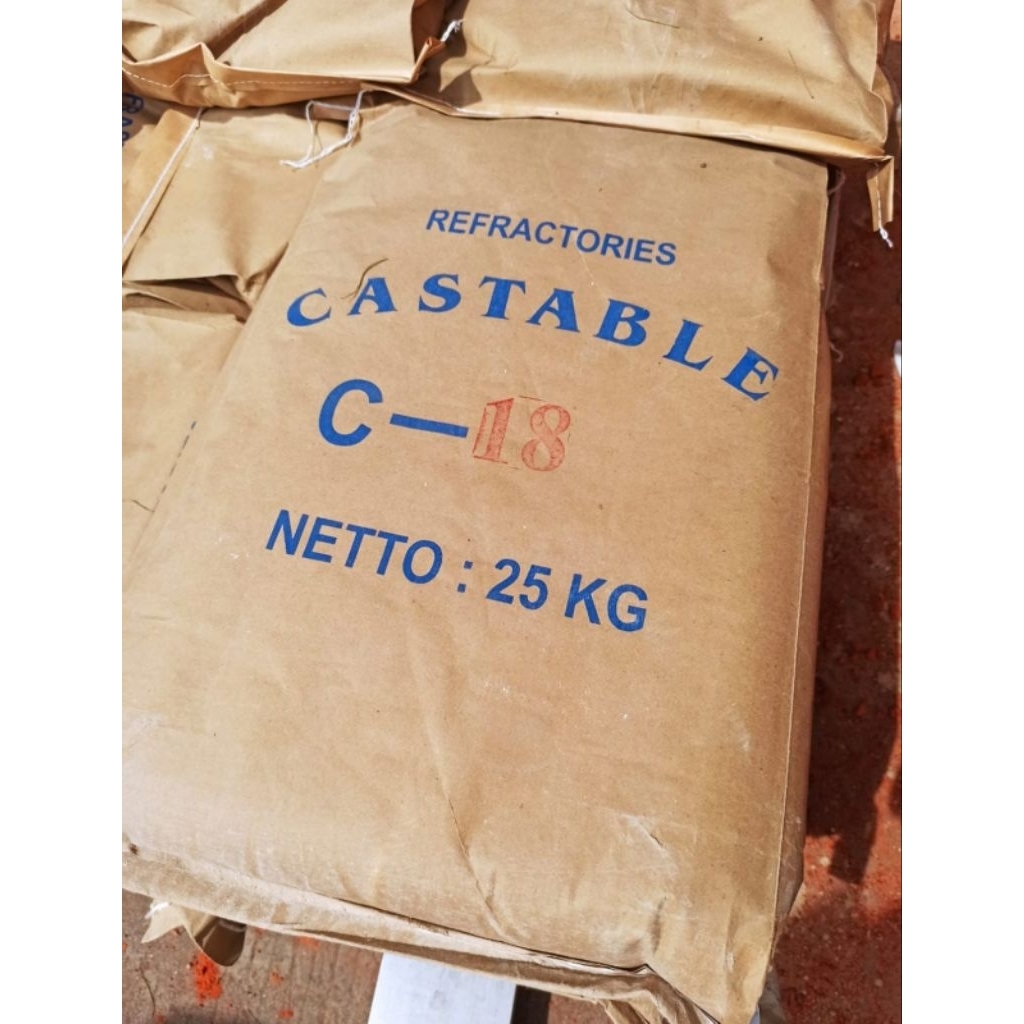 REFRACTORIES
CASTABLE
C-18
NETTO : 25 KG